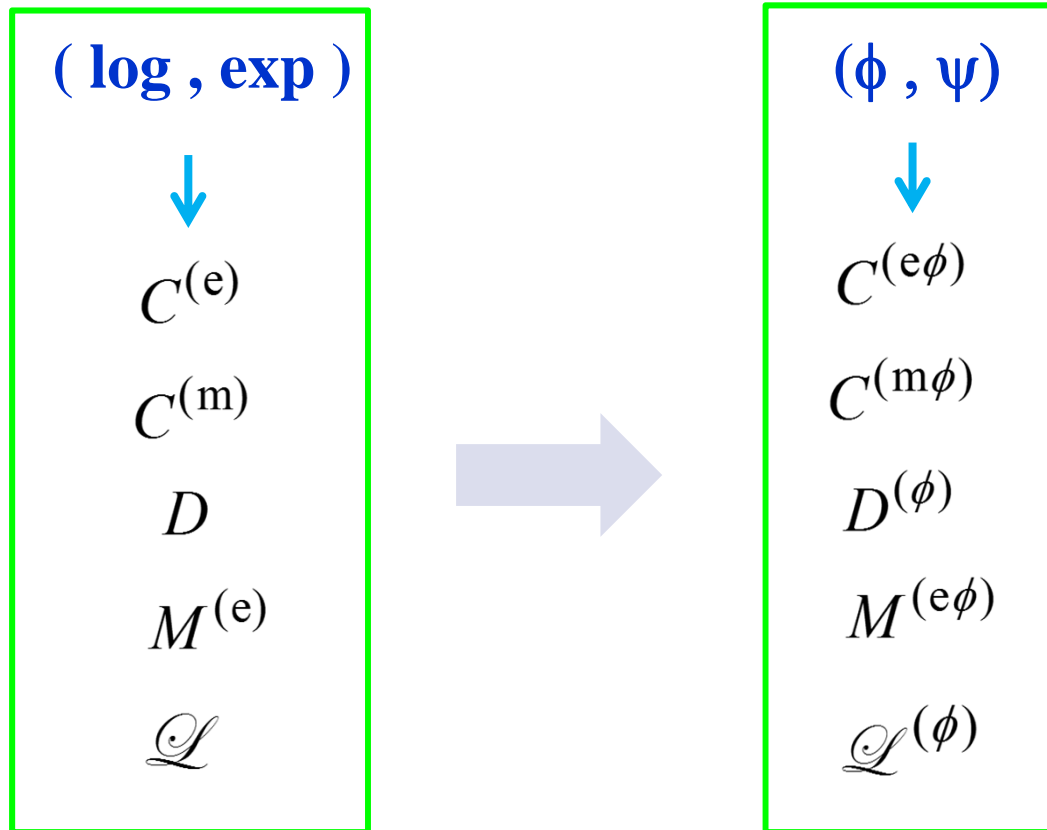 ( log , exp )
C(e)
C(m)
D
M(e)
ℒ
(ϕ , ψ)
C(eϕ)
C(mϕ)
D(ϕ)
M(eϕ)
ℒ(ϕ)